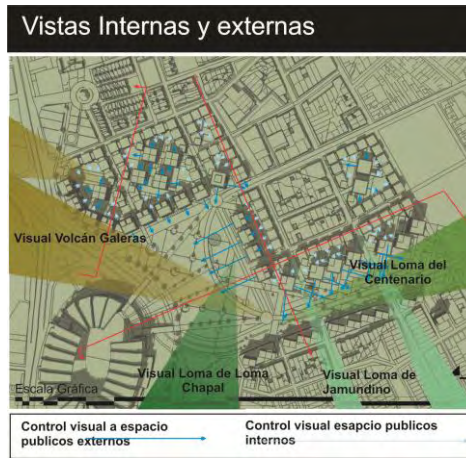 Vistas Internas y externas
Visual Volcán Galeras
Visual Loma del
Centenario
Visual Loma de Loma
Chapal
Visual Loma de
Jamundino
Escala Gráfica
Control visual a espacio
publicos externos
Control visual esapcio publicos
internos